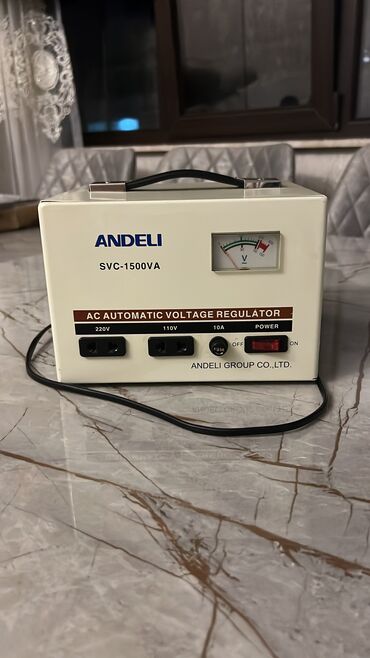 ANDELI
SVC-1500VA
V
AC AUTOMATIC VOLTAGE REGULATOR
220V 110V 10A POWER
OFF ON
ANDELI GROUP CO.,LTD.